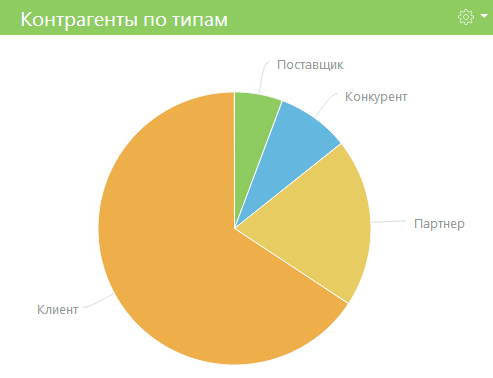 Контрагенты по типам
Поставщик
Конкурент
Партнер
Клиент